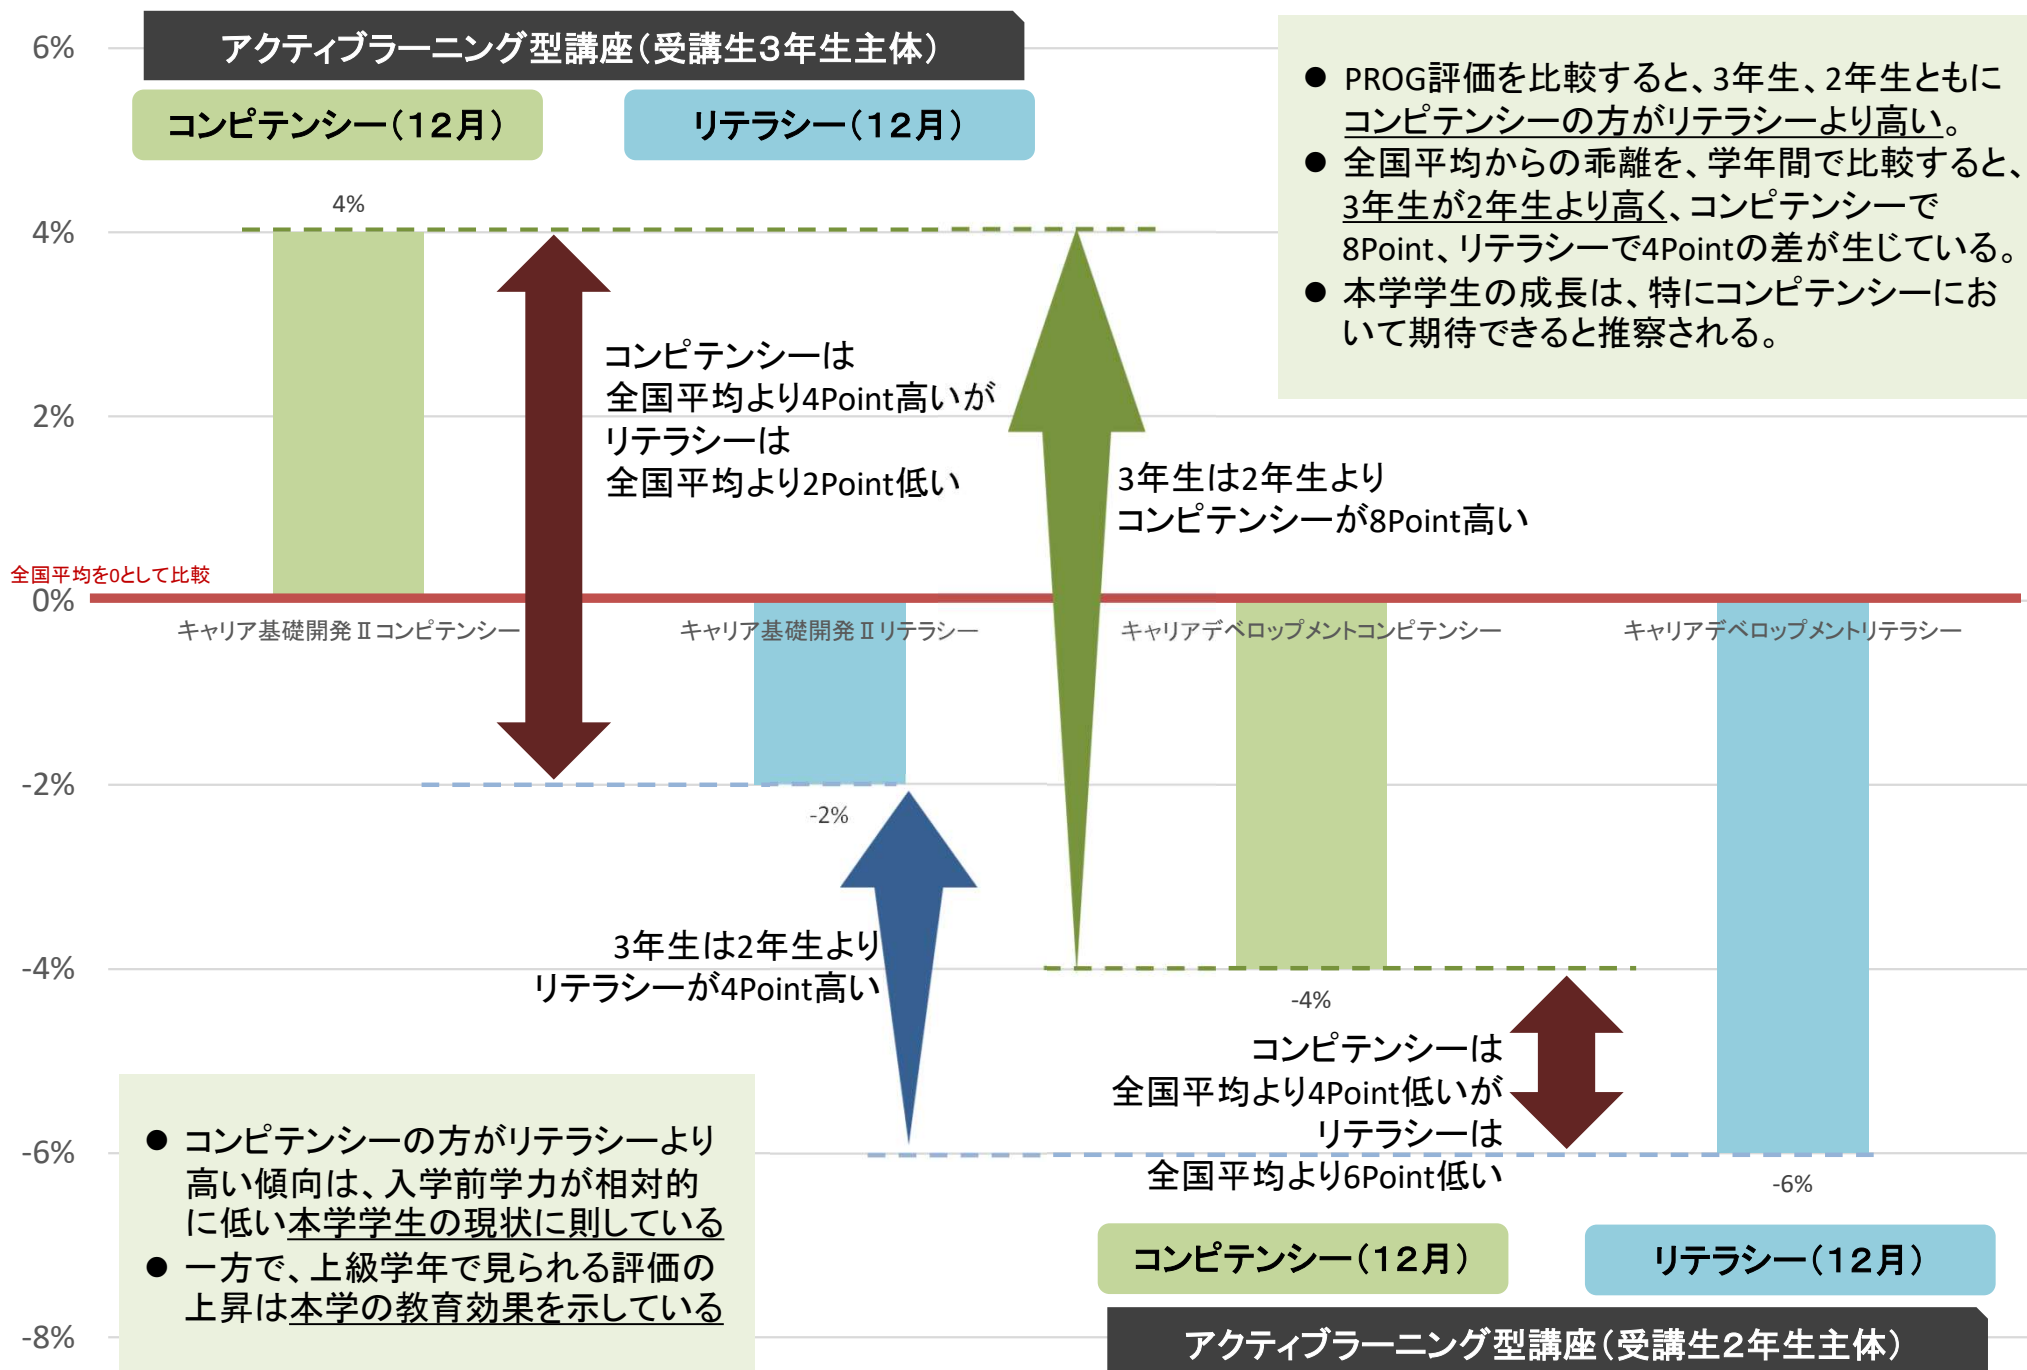 アクティブラーニング型講座（受講生3年生主体）
コンピテンシー（12月）
リテラシー（12月）
● PROG評価を比較すると、3年生、2年生ともに
コンピテンシーの方がリテラシーより高い。
● 全国平均からの乖離を、学年間で比較すると、
3年生が2年生より高く、コンピテンシーで
8Point、リテラシーで4Pointの差が生じている。
● 本学学生の成長は、特にコンピテンシーにお
いて期待できると推察される。
6%
4%
2%
0%
-2%
-4%
-6%
-8%
4%
コンピテンシーは
全国平均より4Point高いが
リテラシーは
全国平均より2Point低い
3年生は2年生より
コンピテンシーが8Point高い
全国平均を0として比較
キャリア基礎開発Ⅱコンピテンシー
キャリア基礎開発Ⅱリテラシー
キャリアデベロップメントコンピテンシー
キャリアデベロップメントリテラシー
-2%
3年生は2年生より
リテラシーが4Point高い
-4%
コンピテンシーは
全国平均より4Point低いが
リテラシーは
全国平均より6Point低い
-6%
● コンピテンシーの方がリテラシーより
高い傾向は、入学前学力が相対的
に低い本学学生の現状に則している
● 一方で、上級学年で見られる評価の
上昇は本学の教育効果を示している
コンピテンシー（12月）
リテラシー（12月）
アクティブラーニング型講座（受講生2年生主体）